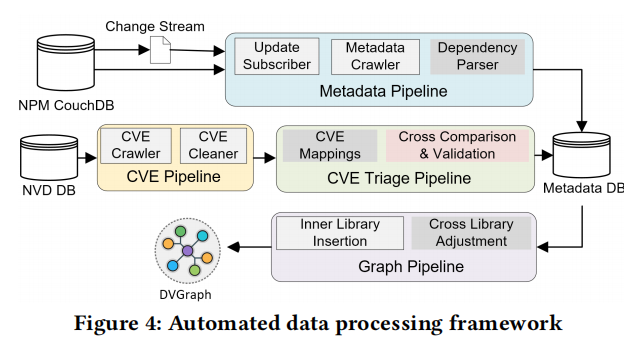 Change Stream
NPM CouchDB
Update
Subscriber
Metadata
Crawler
Dependency
Parser
Metadata Pipeline
NVD DB
CVE
Crawler
CVE
Cleaner
CVE Pipeline
CVE
Mappings
Cross Comparison
& Validation
CVE Triage Pipeline
Metadata DB
Inner Library
Insertion
Cross Library
Adjustment
Graph Pipeline
DVGraph
Figure 4: Automated data processing framework